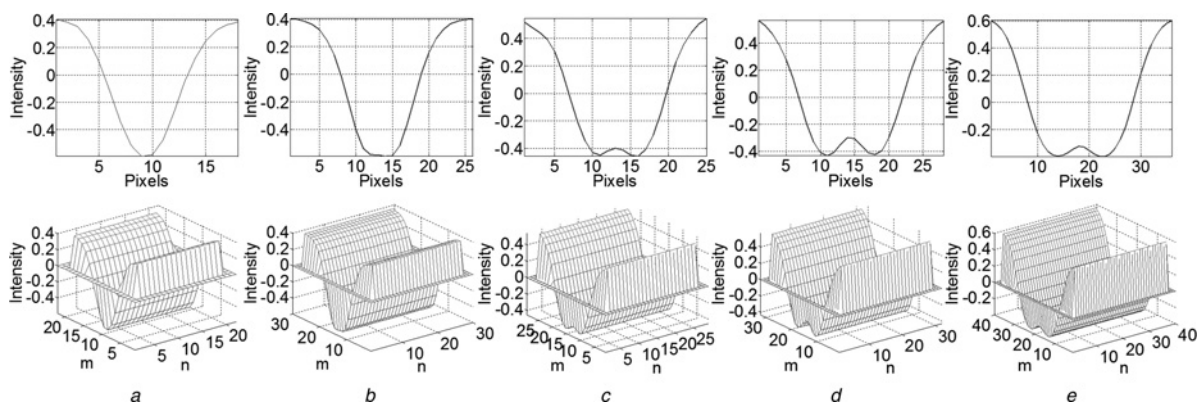 0.4 0.2 0 -0.2 -0.4
Intensity
5 10 15
Pixels
0.4 0.2 0 -0.2 -0.4
Intensity
5 10 15 20 25
Pixels
0.4 0.2 0 -0.2 -0.4
Intensity
5 10 15 20 25
Pixels
0.4 0.2 0 -0.2 -0.4
Intensity
5 10 15 20 25
Pixels
0.6 0.4 0.2 0 -0.2
Intensity
10 20 30
Pixels
0.4 0.2 0 -0.2 -0.4
Intensity
20 15 10 5
m
5 10 15 20
n
0.4 0.2 0 -0.2 -0.4
Intensity
30 20 10
m
10 20 30
n
0.4 0.2 0 -0.2 -0.4
Intensity
25 20 15 10 5
m
5 10 15 20 25
n
0.4 0.2 0 -0.2 -0.4
Intensity
30 20 10
m
10 20 30
n
0.6 0.4 0.2 0 -0.2
Intensity
40 30 20 10
m
10 20 30 40
n
a b c d e